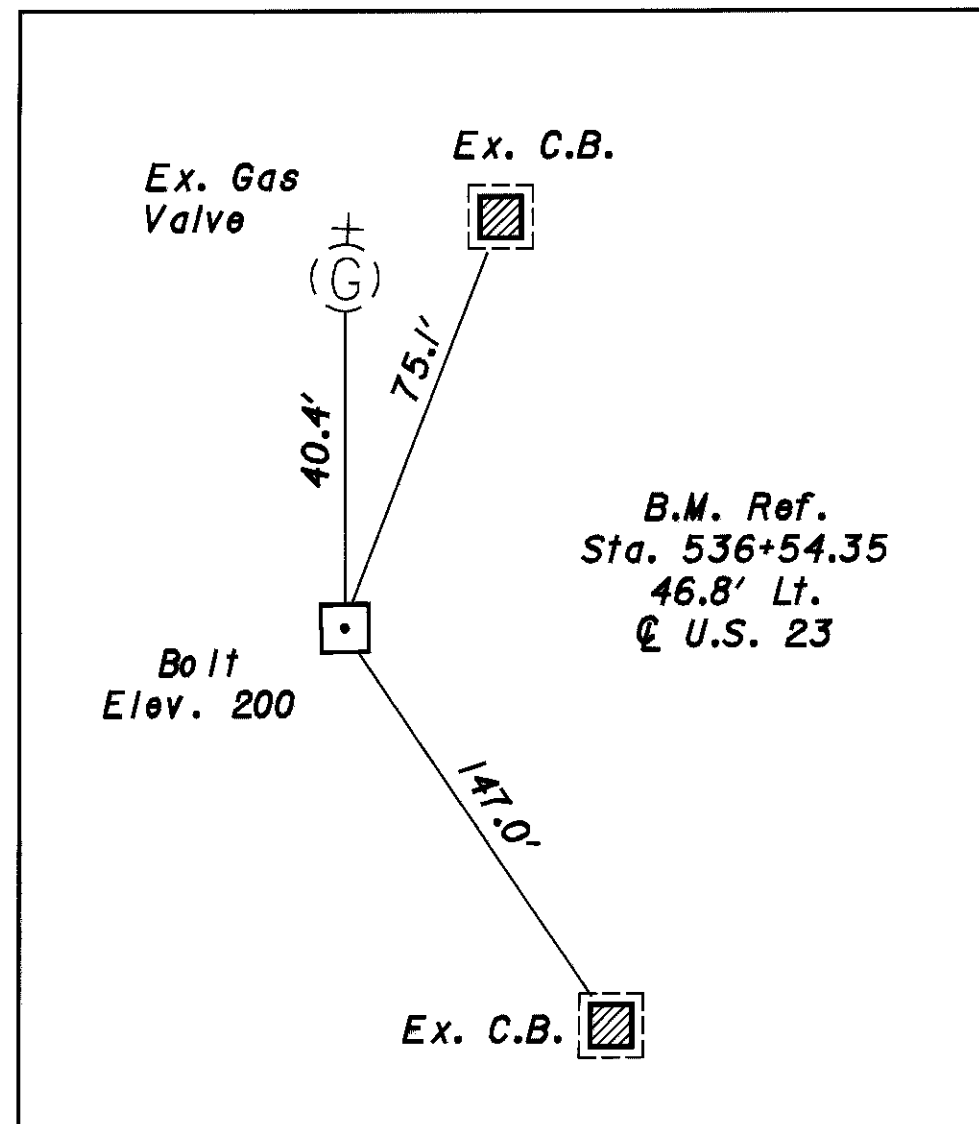 Ex. C.B.
Ex. Gas
Valve
G
75.1'
40.4'
B.M. Ref.
Sta. 536+54.35
46.8' Lt.
℄ U.S. 23
Bolt
Elev. 200
147.0'
Ex. C.B.